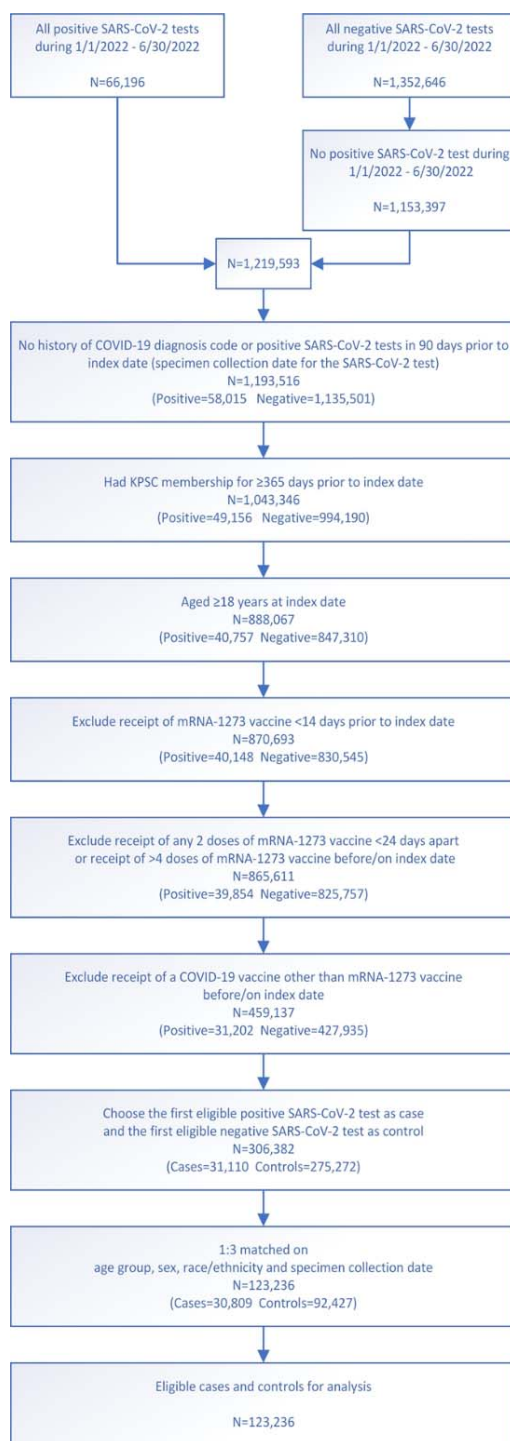 All positive SARS-CoV-2 tests
during 1/1/2022 - 6/30/2022
N=66,196
All negative SARS-CoV-2 tests
during 1/1/2022 - 6/30/2022
N=1,352,646
No positive SARS-CoV-2 test during
1/1/2022 - 6/30/2022
N=1,153,397
N=1,219,593
No history of COVID-19 diagnosis code or positive SARS-CoV-2 tests in 90 days prior to
index date (specimen collection date for the SARS-CoV-2 test)
N=1,193,516
(Positive=58,015 Negative=1,135,501)
Had KPSC membership for ≥365 days prior to index date
N=1,043,346
(Positive=49,156 Negative=994,190)
Aged ≥18 years at index date
N=888,067
(Positive=40,757 Negative=847,310)
Exclude receipt of mRNA-1273 vaccine <14 days prior to index date
N=870,693
(Positive=40,148 Negative=830,545)
Exclude receipt of any 2 doses of mRNA-1273 vaccine <24 days apart
or receipt of >4 doses of mRNA-1273 vaccine before/on index date
N=865,611
(Positive=39,854 Negative=825,757)
Exclude receipt of a COVID-19 vaccine other than mRNA-1273 vaccine
before/on index date
N=459,137
(Positive=31,202 Negative=427,935)
Choose the first eligible positive SARS-CoV-2 test as case
and the first eligible negative SARS-CoV-2 test as control
N=306,382
(Cases=31,110 Controls=275,272)
1:3 matched on
age group, sex, race/ethnicity and specimen collection date
N=123,236
(Cases=30,809 Controls=92,427)
Eligible cases and controls for analysis
N=123,236